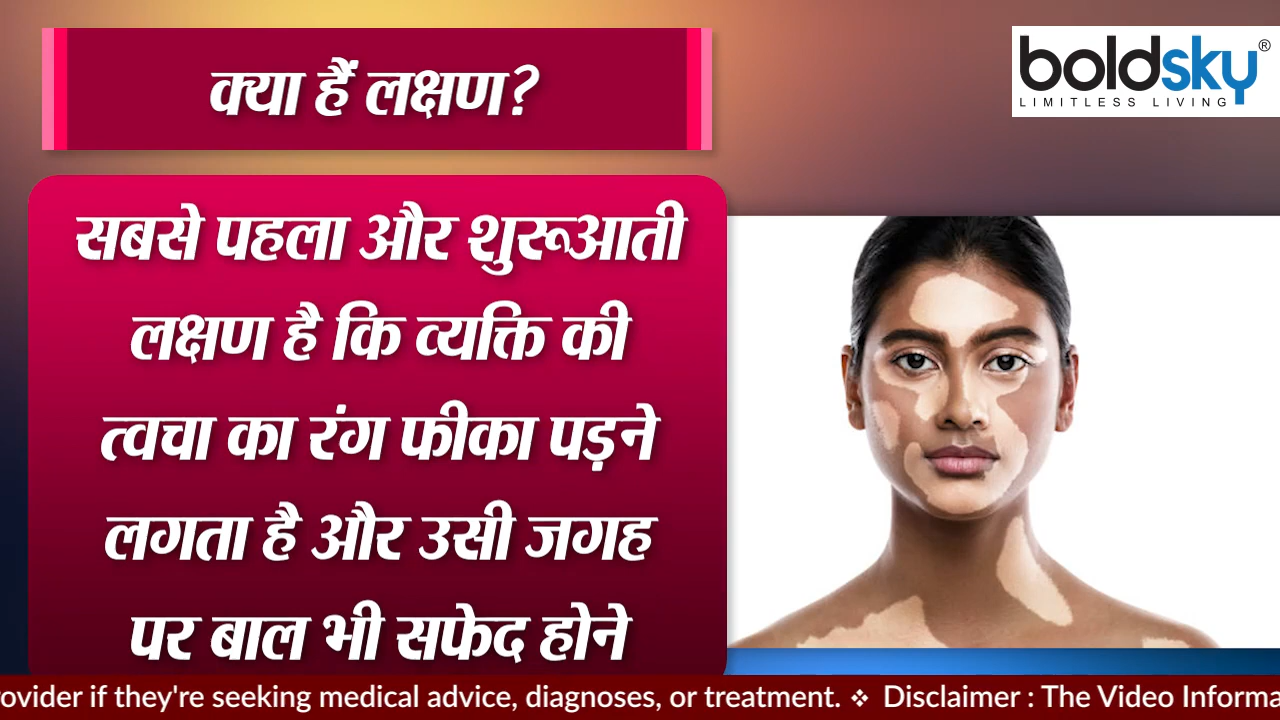 क्या हैं लक्षण?
boldsky®
LIMITLESS LIVING
सबसे पहला और शुरूआती
लक्षण है कि व्यक्ति की
त्वचा का रंग फीका पड़ने
लगता है और उसी जगह
पर बाल भी सफेद होने
rovider if they're seeking medical advice, diagnoses, or treatment. ❖ Disclaimer : The Video Informa